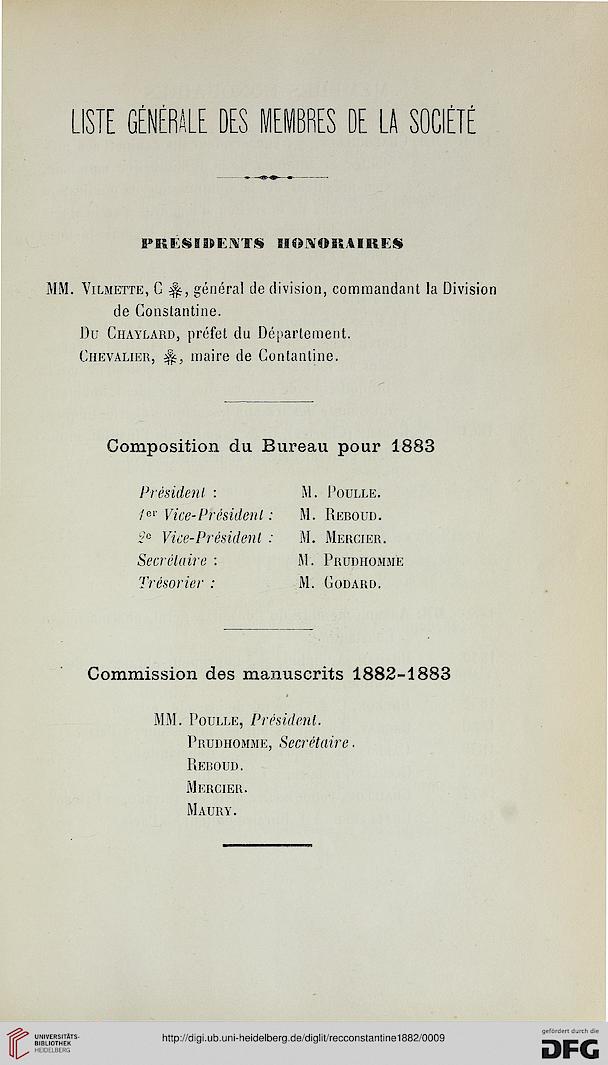 LISTE GÉNÉRALE DES MEMBRES DE LA SOCIÉTÉ
PRÉSIDENTS HONORAIRES
MM. VILMETTE, C ✻, général de division, commandant la Division
de Constantine.
DU CHAYLARD, préfet du Département.
CHEVALIER, ✻, maire de Contantine.
Composition du Bureau pour 1883
Président : M. POULLE.
1er Vice-Président : M. REBOUD.
2e Vice-Président : M. MERCIER.
Secrétaire : M. PRUDHOMME
Trésorier : M. GODARD.
Commission des manuscrits 1882-1883
MM. POULLE, Président.
PRUDHOMME, Secrétaire.
REBOUD.
MERCIER.
MAURY.
UNIVERSITÄTS-
BIBLIOTHEK
HEIDELBERG
http://digi.ub.uni-heidelberg.de/diglit/recconstantine1882/0009
gefördert durch die
DFG